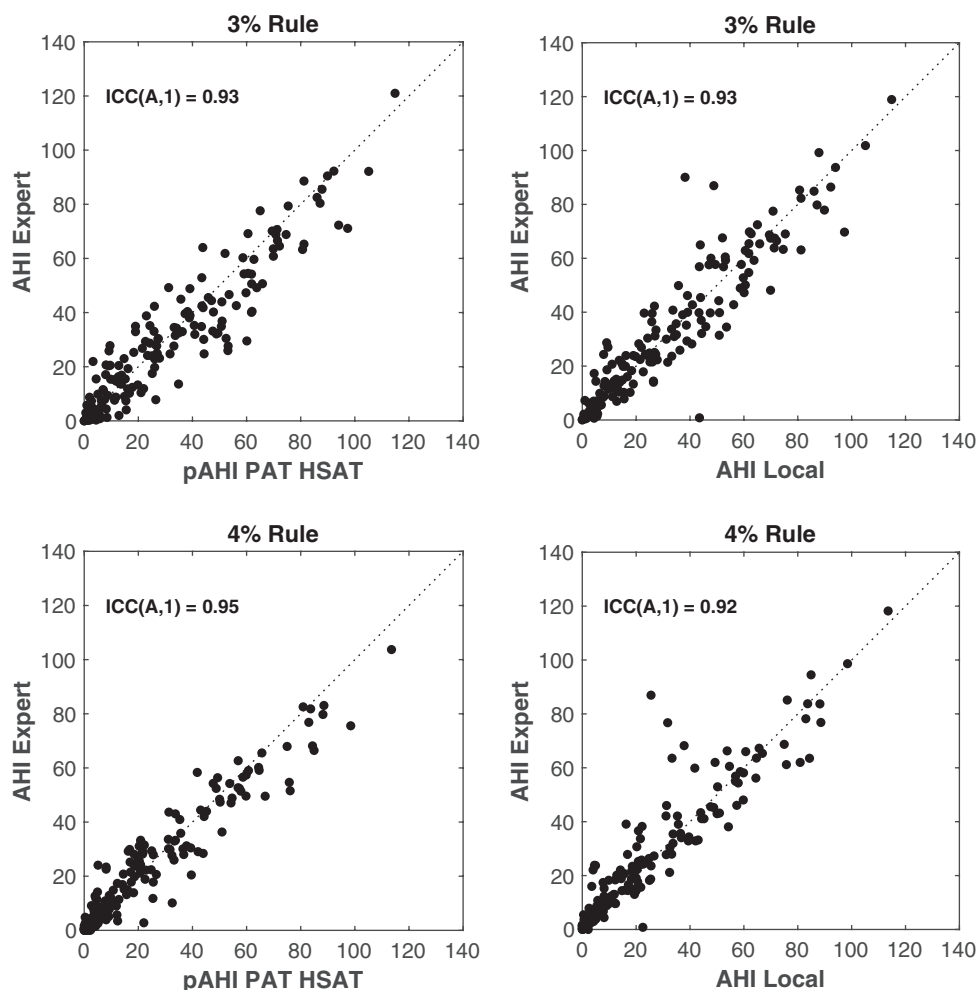 3% Rule
140
120
100
80
60
40
20
0
AHI Expert
ICC(A,1) = 0.93
0 20 40 60 80 100 120 140
pAHI PAT HSAT
3% Rule
140
120
100
80
60
40
20
0
AHI Expert
ICC(A,1) = 0.93
0 20 40 60 80 100 120 140
AHI Local
4% Rule
140
120
100
80
60
40
20
0
AHI Expert
ICC(A,1) = 0.95
0 20 40 60 80 100 120 140
pAHI PAT HSAT
4% Rule
140
120
100
80
60
40
20
0
AHI Expert
ICC(A,1) = 0.92
0 20 40 60 80 100 120 140
AHI Local